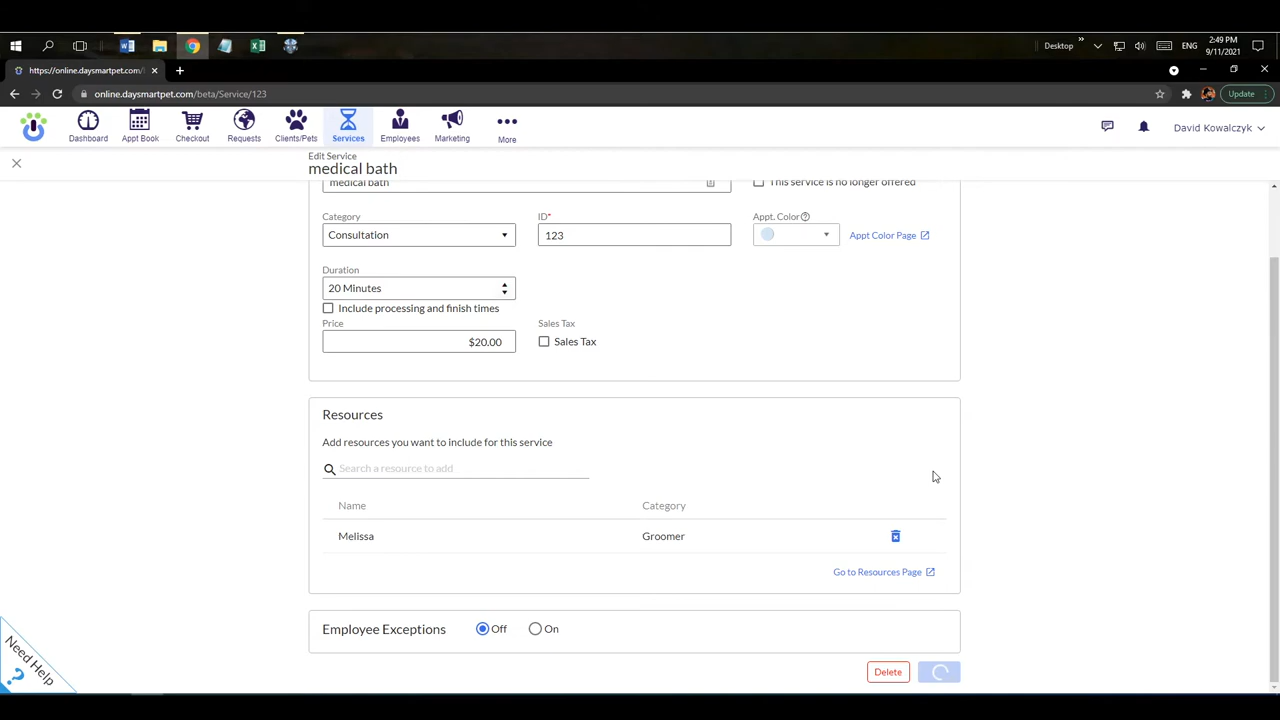 2:49 PM
Desktop
ENG
9/11/2021
https://online.daysmartpet.com/
online.daysmartpet.com/beta/Service/123
Update
Dashboard
Appt Book
Checkout
Requests
Clients/Pets
Services
Employees
Marketing
More
David Kowalczyk
Edit Service
medical bath
medical bath
This service is no longer offered
Category
ID*
Appt. Color
Consultation
123
Appt Color Page
Duration
20 Minutes
Include processing and finish times
Price
Sales Tax
$20.00
Sales Tax
Resources
Add resources you want to include for this service
Search a resource to add
Name
Category
Melissa
Groomer
Go to Resources Page
Employee Exceptions
Off
On
Need Help
?
Delete